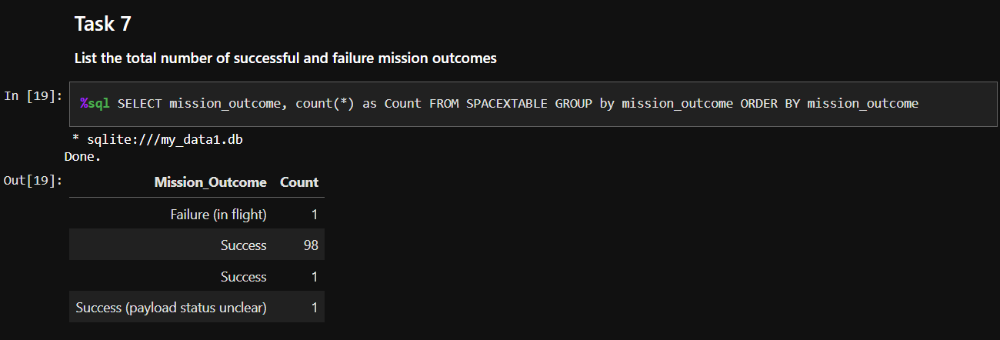 Task 7
List the total number of successful and failure mission outcomes
In [19]: %sql SELECT mission_outcome, count(*) as Count FROM SPACEXTABLE GROUP by mission_outcome ORDER BY mission_outcome
* sqlite:///my_data1.db
Done.
Out[19]: Mission_Outcome Count
Failure (in flight) 1
Success 98
Success 1
Success (payload status unclear) 1